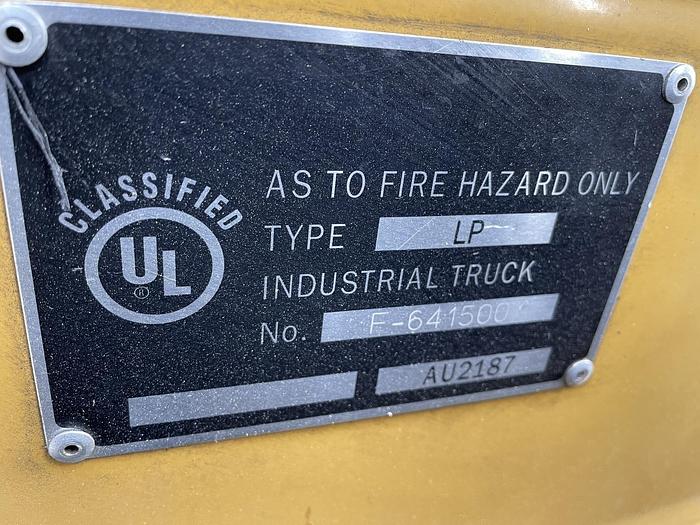 CLASSIFIED
UL
®
AS TO FIRE HAZARD ONLY
TYPE LP
INDUSTRIAL TRUCK
No. F-641500
AU2187